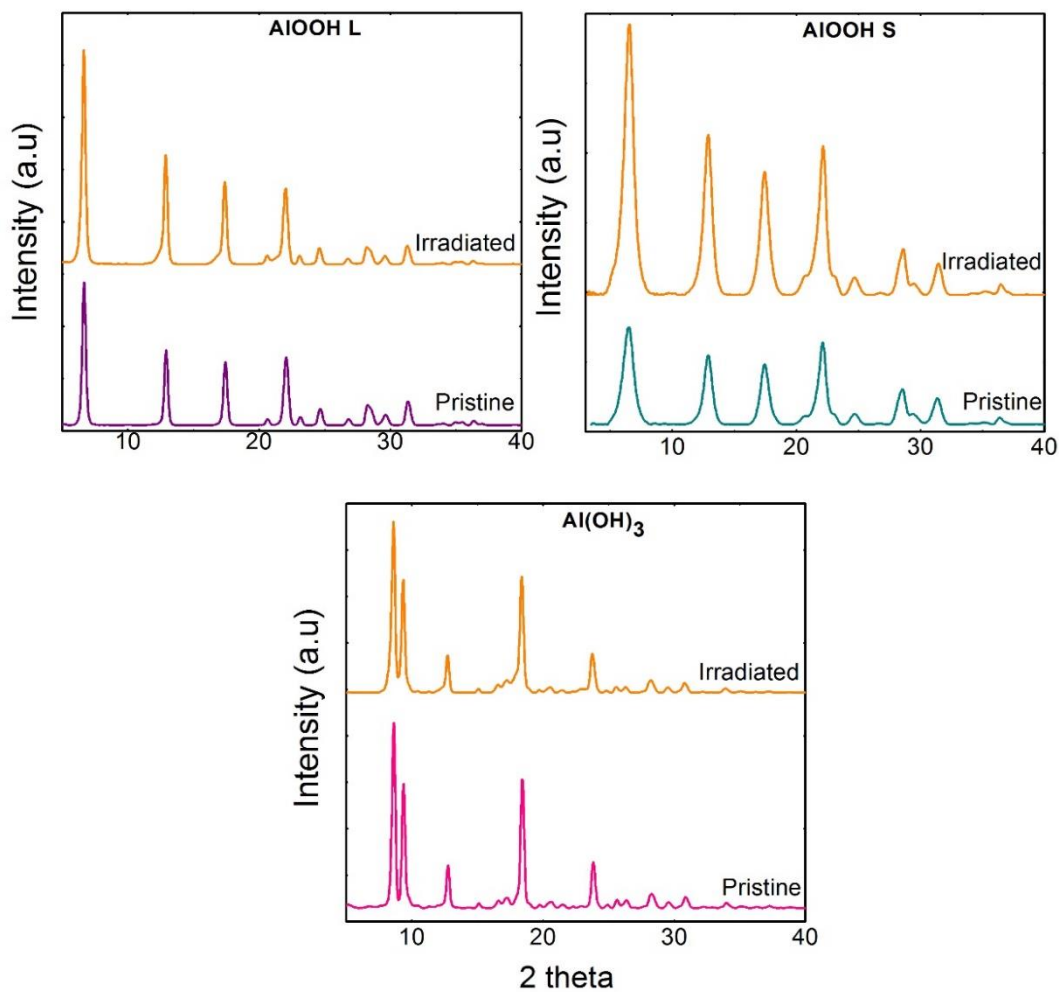 AlOOH L
Intensity (a.u)
Irradiated
Pristine
10 20 30 40
AlOOH S
Intensity (a.u)
Irradiated
Pristine
10 20 30 40
Al(OH)3
Intensity (a.u)
Irradiated
Pristine
10 20 30 40
2 theta